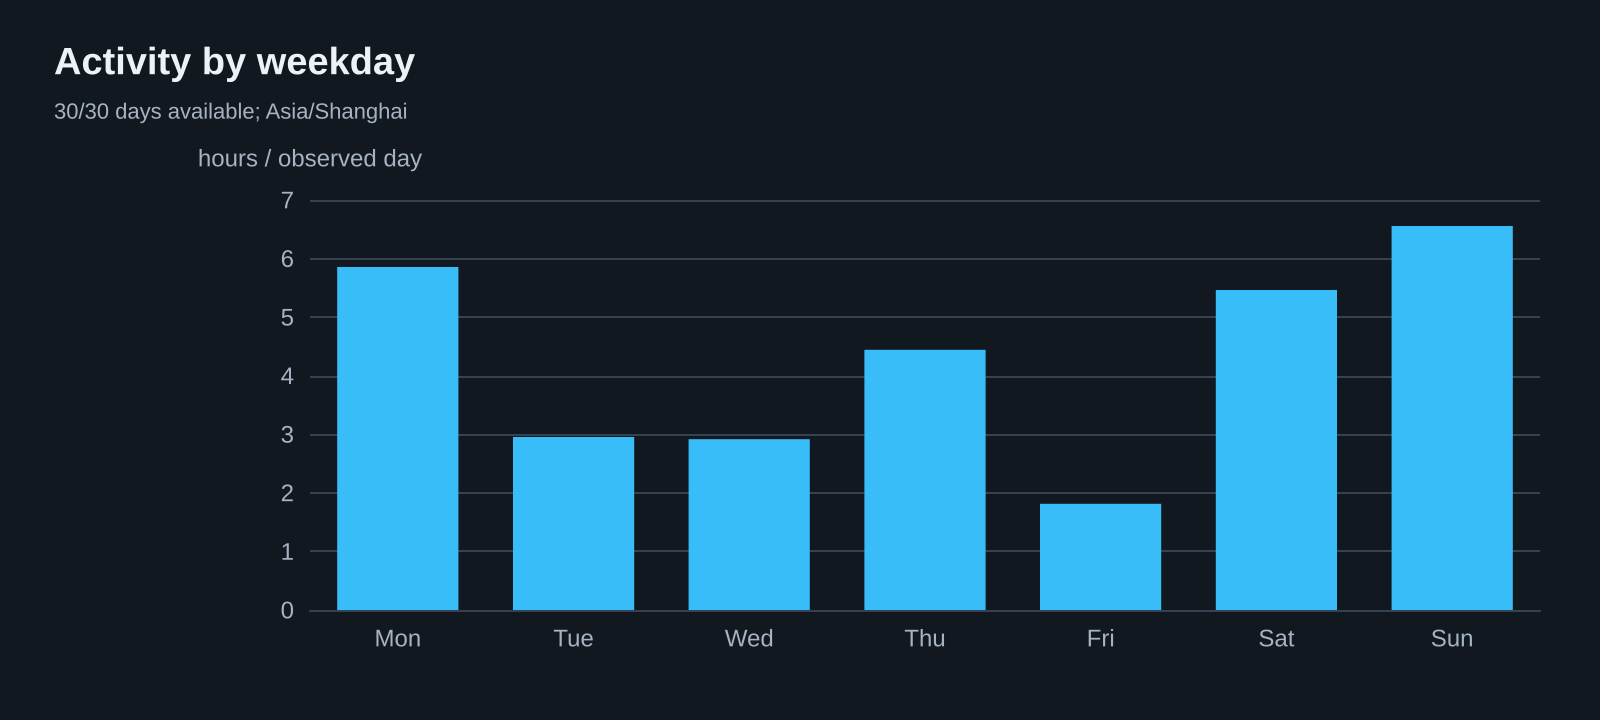 Activity by weekday
30/30 days available; Asia/Shanghai
hours / observed day
7
6
5
4
3
2
1
0
Mon Tue Wed Thu Fri Sat Sun